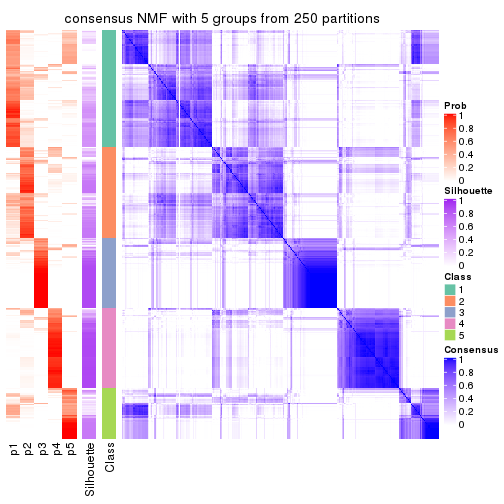 consensus NMF with 5 groups from 250 partitions
Prob
1
0.8
0.6
0.4
0.2
0
Silhouette
1
0.8
0.6
0.4
0.2
0
Class
1
2
3
4
5
Consensus
1
0.8
0.6
0.4
0.2
0
p1
p2
p3
p4
p5
Silhouette
Class